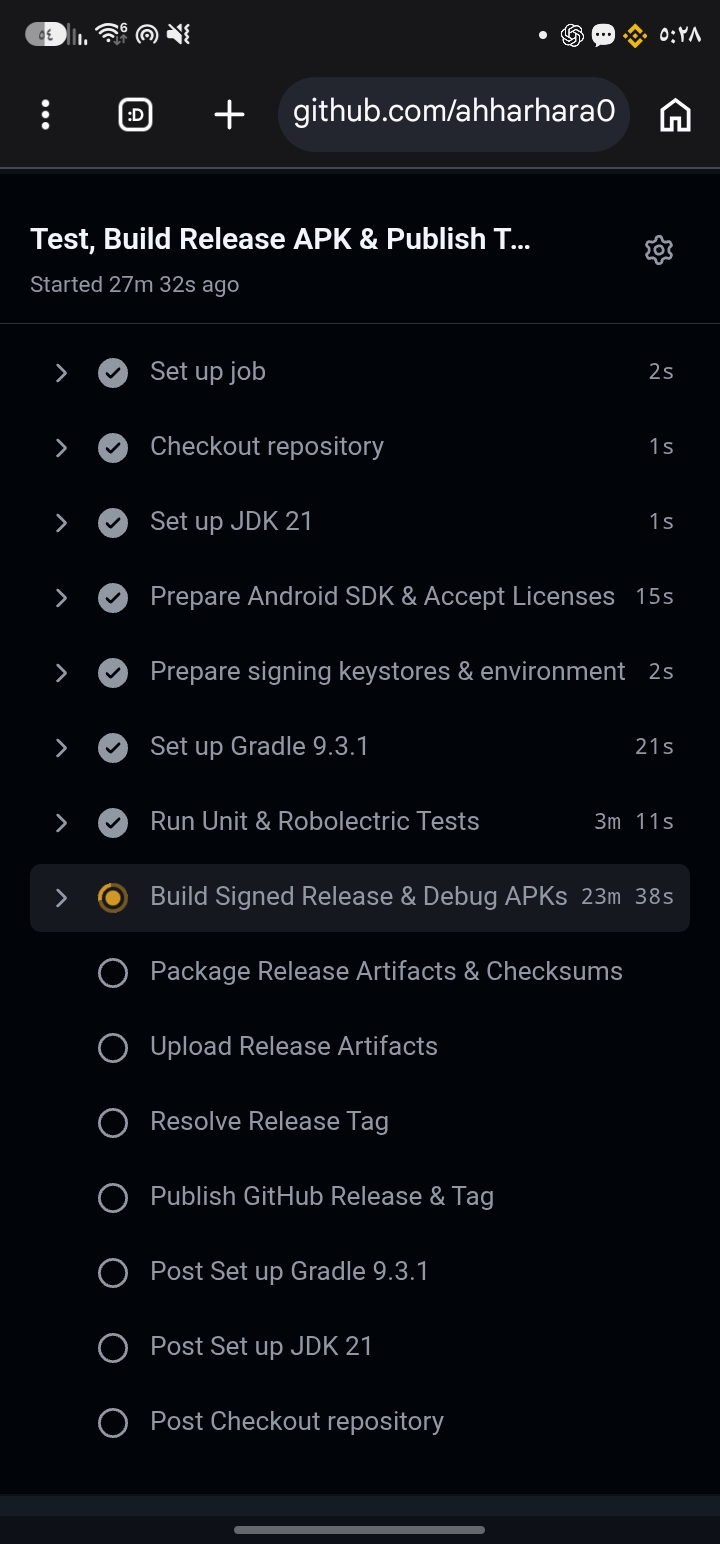 ٥٤
6
٥:٢٨
:D
github.com/ahharhara0
Test, Build Release APK & Publish T...
Started 27m 32s ago
Set up job 2s
Checkout repository 1s
Set up JDK 21 1s
Prepare Android SDK & Accept Licenses 15s
Prepare signing keystores & environment 2s
Set up Gradle 9.3.1 21s
Run Unit & Robolectric Tests 3m 11s
Build Signed Release & Debug APKs 23m 38s
Package Release Artifacts & Checksums
Upload Release Artifacts
Resolve Release Tag
Publish GitHub Release & Tag
Post Set up Gradle 9.3.1
Post Set up JDK 21
Post Checkout repository